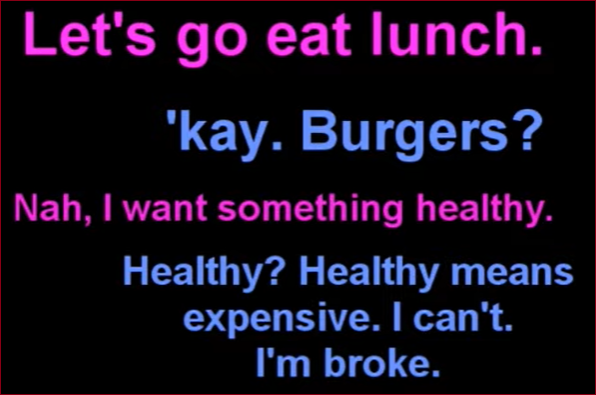 Let's go eat lunch.
'kay. Burgers?
Nah, I want something healthy.
Healthy? Healthy means
expensive. I can't.
I'm broke.